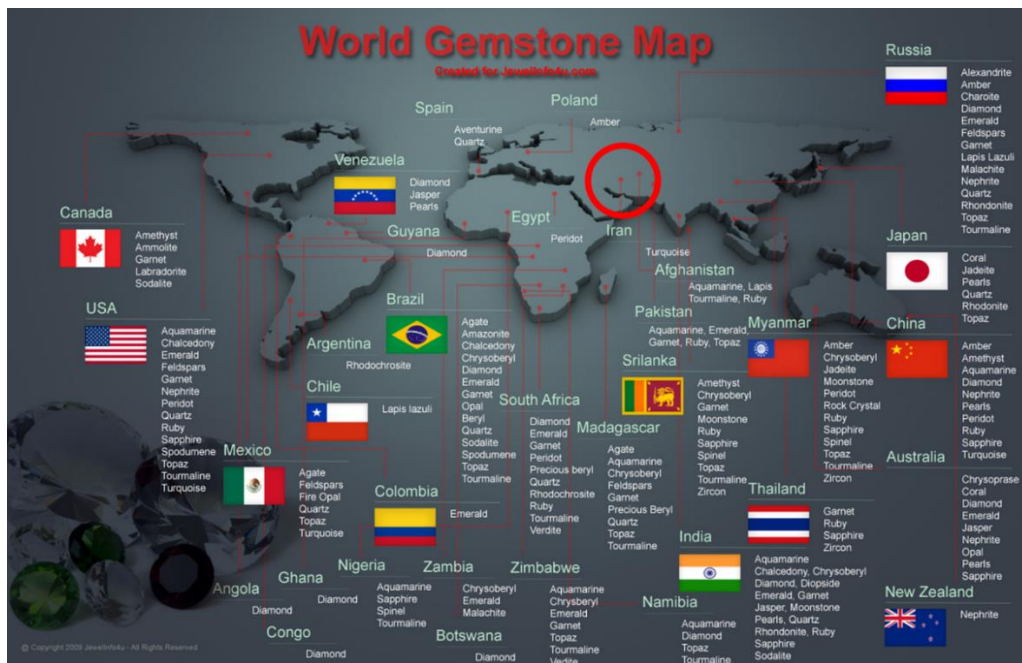 World Gemstone Map
Created for JewelInfo4u.com
Russia
Alexandrite
Amber
Charoite
Diamond
Emerald
Feldspars
Garnet
Lapis Lazuli
Malachite
Nephrite
Quartz
Rhondonite
Topaz
Tourmaline
Spain
Aventurine
Quartz
Poland
Amber
Venezuela
Diamond
Jasper
Pearls
Canada
Amethyst
Ammolite
Garnet
Labradorite
Sodalite
Guyana
Diamond
Egypt
Peridot
Iran
Turquoise
Afghanistan
Aquamarine, Lapis
Tourmaline, Ruby
Japan
Coral
Jadeite
Pearls
Quartz
Rhodonite
Topaz
USA
Aquamarine
Chalcedony
Emerald
Feldspars
Garnet
Nephrite
Peridot
Quartz
Ruby
Sapphire
Spodumene
Topaz
Tourmaline
Turquoise
Brazil
Agate
Amazonite
Chalcedony
Chrysoberyl
Diamond
Emerald
Garnet
Opal
Beryl
Quartz
Sodalite
Spodumene
Topaz
Tourmaline
Argentina
Rhodochrosite
Pakistan
Aquamarine, Emerald,
Garnet, Ruby, Topaz
Myanmar
Amber
Chrysoberyl
Jadeite
Moonstone
Peridot
Rock Crystal
Ruby
Sapphire
Spinel
Topaz
Tourmaline
Zircon
China
Amber
Amethyst
Aquamarine
Diamond
Nephrite
Pearls
Peridot
Ruby
Sapphire
Turquoise
Chile
Lapis lazuli
Srilanka
Amethyst
Chrysoberyl
Garnet
Moonstone
Ruby
Sapphire
Spinel
Topaz
Tourmaline
Zircon
South Africa
Diamond
Emerald
Garnet
Peridot
Precious beryl
Quartz
Rhodochrosite
Ruby
Tourmaline
Verdite
Madagascar
Agate
Aquamarine
Chrysoberyl
Feldspars
Garnet
Precious Beryl
Quartz
Topaz
Tourmaline
Mexico
Agate
Feldspars
Fire Opal
Quartz
Topaz
Turquoise
Colombia
Emerald
Australia
Chrysoprase
Coral
Diamond
Emerald
Jasper
Nephrite
Opal
Pearls
Sapphire
Thailand
Garnet
Ruby
Sapphire
Zircon
India
Aquamarine
Chalcedony, Chrysoberyl
Diamond, Diopside
Emerald, Garnet
Jasper, Moonstone
Pearls, Quartz
Rhondonite, Ruby
Sapphire
Sodalite
Angola
Diamond
Ghana
Diamond
Nigeria
Aquamarine
Sapphire
Spinel
Tourmaline
Zambia
Chrysoberyl
Emerald
Malachite
Zimbabwe
Aquamarine
Chrysberyl
Emerald
Garnet
Topaz
Tourmaline
Vedite
Namibia
Aquamarine
Diamond
Topaz
Tourmaline
New Zealand
Nephrite
Congo
Diamond
Botswana
Diamond
© Copyright 2009 JewelInfo4u - All Rights Reserved